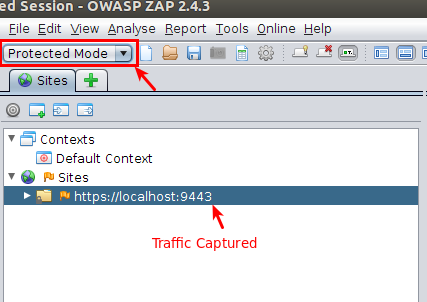 ed Session - OWASP ZAP 2.4.3
File Edit View Analyse Report Tools Online Help
Protected Mode
Sites
Contexts
Default Context
Sites
https://localhost:9443
Traffic Captured